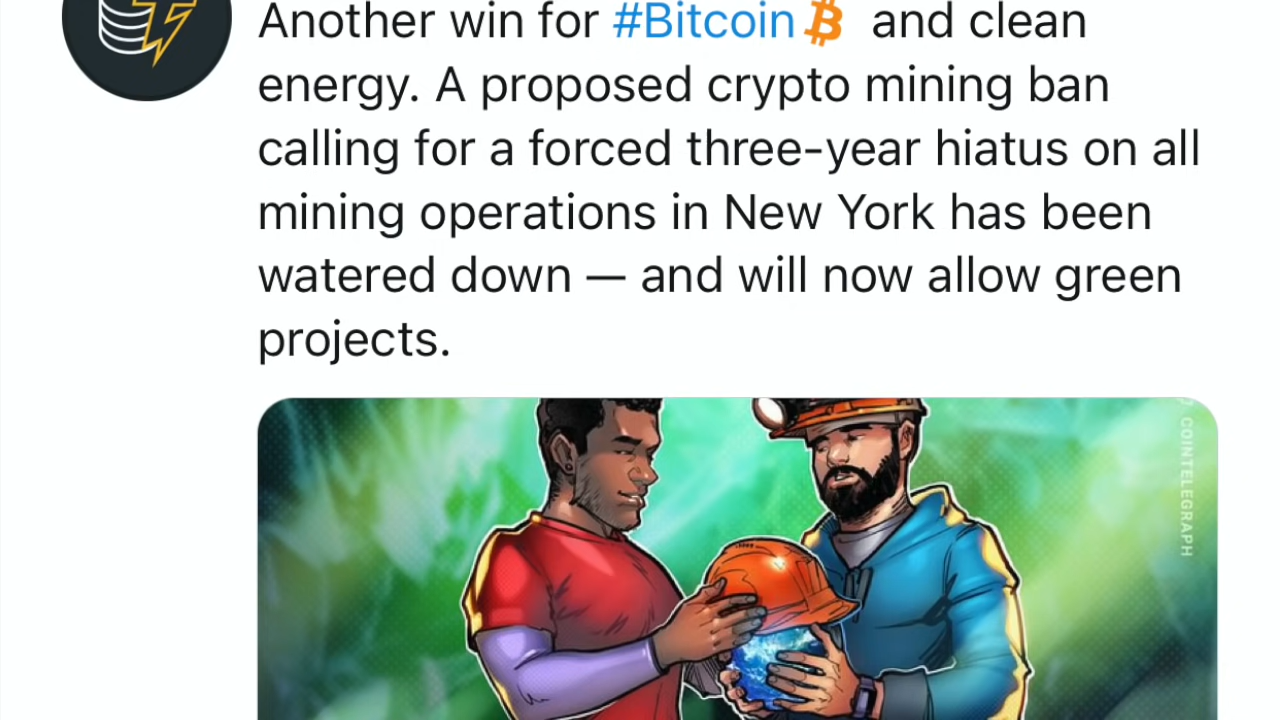 Another win for #Bitcoin and clean
energy. A proposed crypto mining ban
calling for a forced three-year hiatus on all
mining operations in New York has been
watered down — and will now allow green
projects.
COINTELEGRAPH